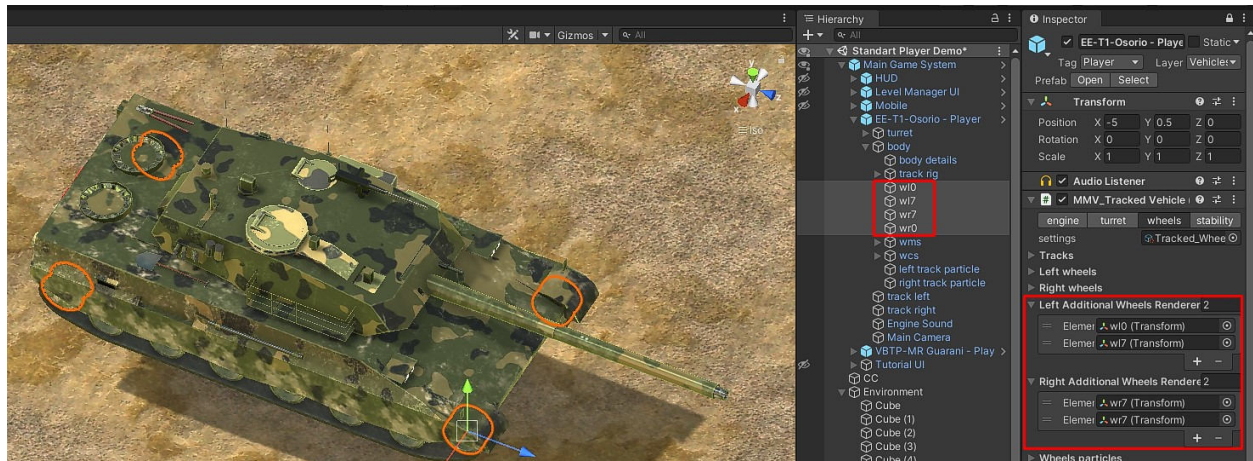 Gizmos
All
Iso
y
x
z
Hierarchy
All
Standart Player Demo*
Main Game System
HUD
Level Manager UI
Mobile
EE-T1-Osorio - Player
turret
body
body details
track rig
wl0
wl7
wr7
wr0
wms
wcs
left track particle
right track particle
track left
track right
Engine Sound
Main Camera
VBTP-MR Guarani - Play
Tutorial UI
CC
Environment
Cube
Cube (1)
Cube (2)
Cube (3)
Cube (4)
Inspector
EE-T1-Osorio - Playe Static
Tag Player Layer Vehicles
Prefab Open Select
Transform
Position X -5 Y 0.5 Z 0
Rotation X 0 Y 0 Z 0
Scale X 1 Y 1 Z 1
Audio Listener
MMV_Tracked Vehicle
engine turret wheels stability
settings Tracked_Whee
Tracks
Left wheels
Right wheels
Left Additional Wheels Renderer 2
Elemen wl0 (Transform)
Elemen wl7 (Transform)
+ -
Right Additional Wheels Rendere 2
Elemen wr7 (Transform)
Elemen wr7 (Transform)
+ -
Wheels particles